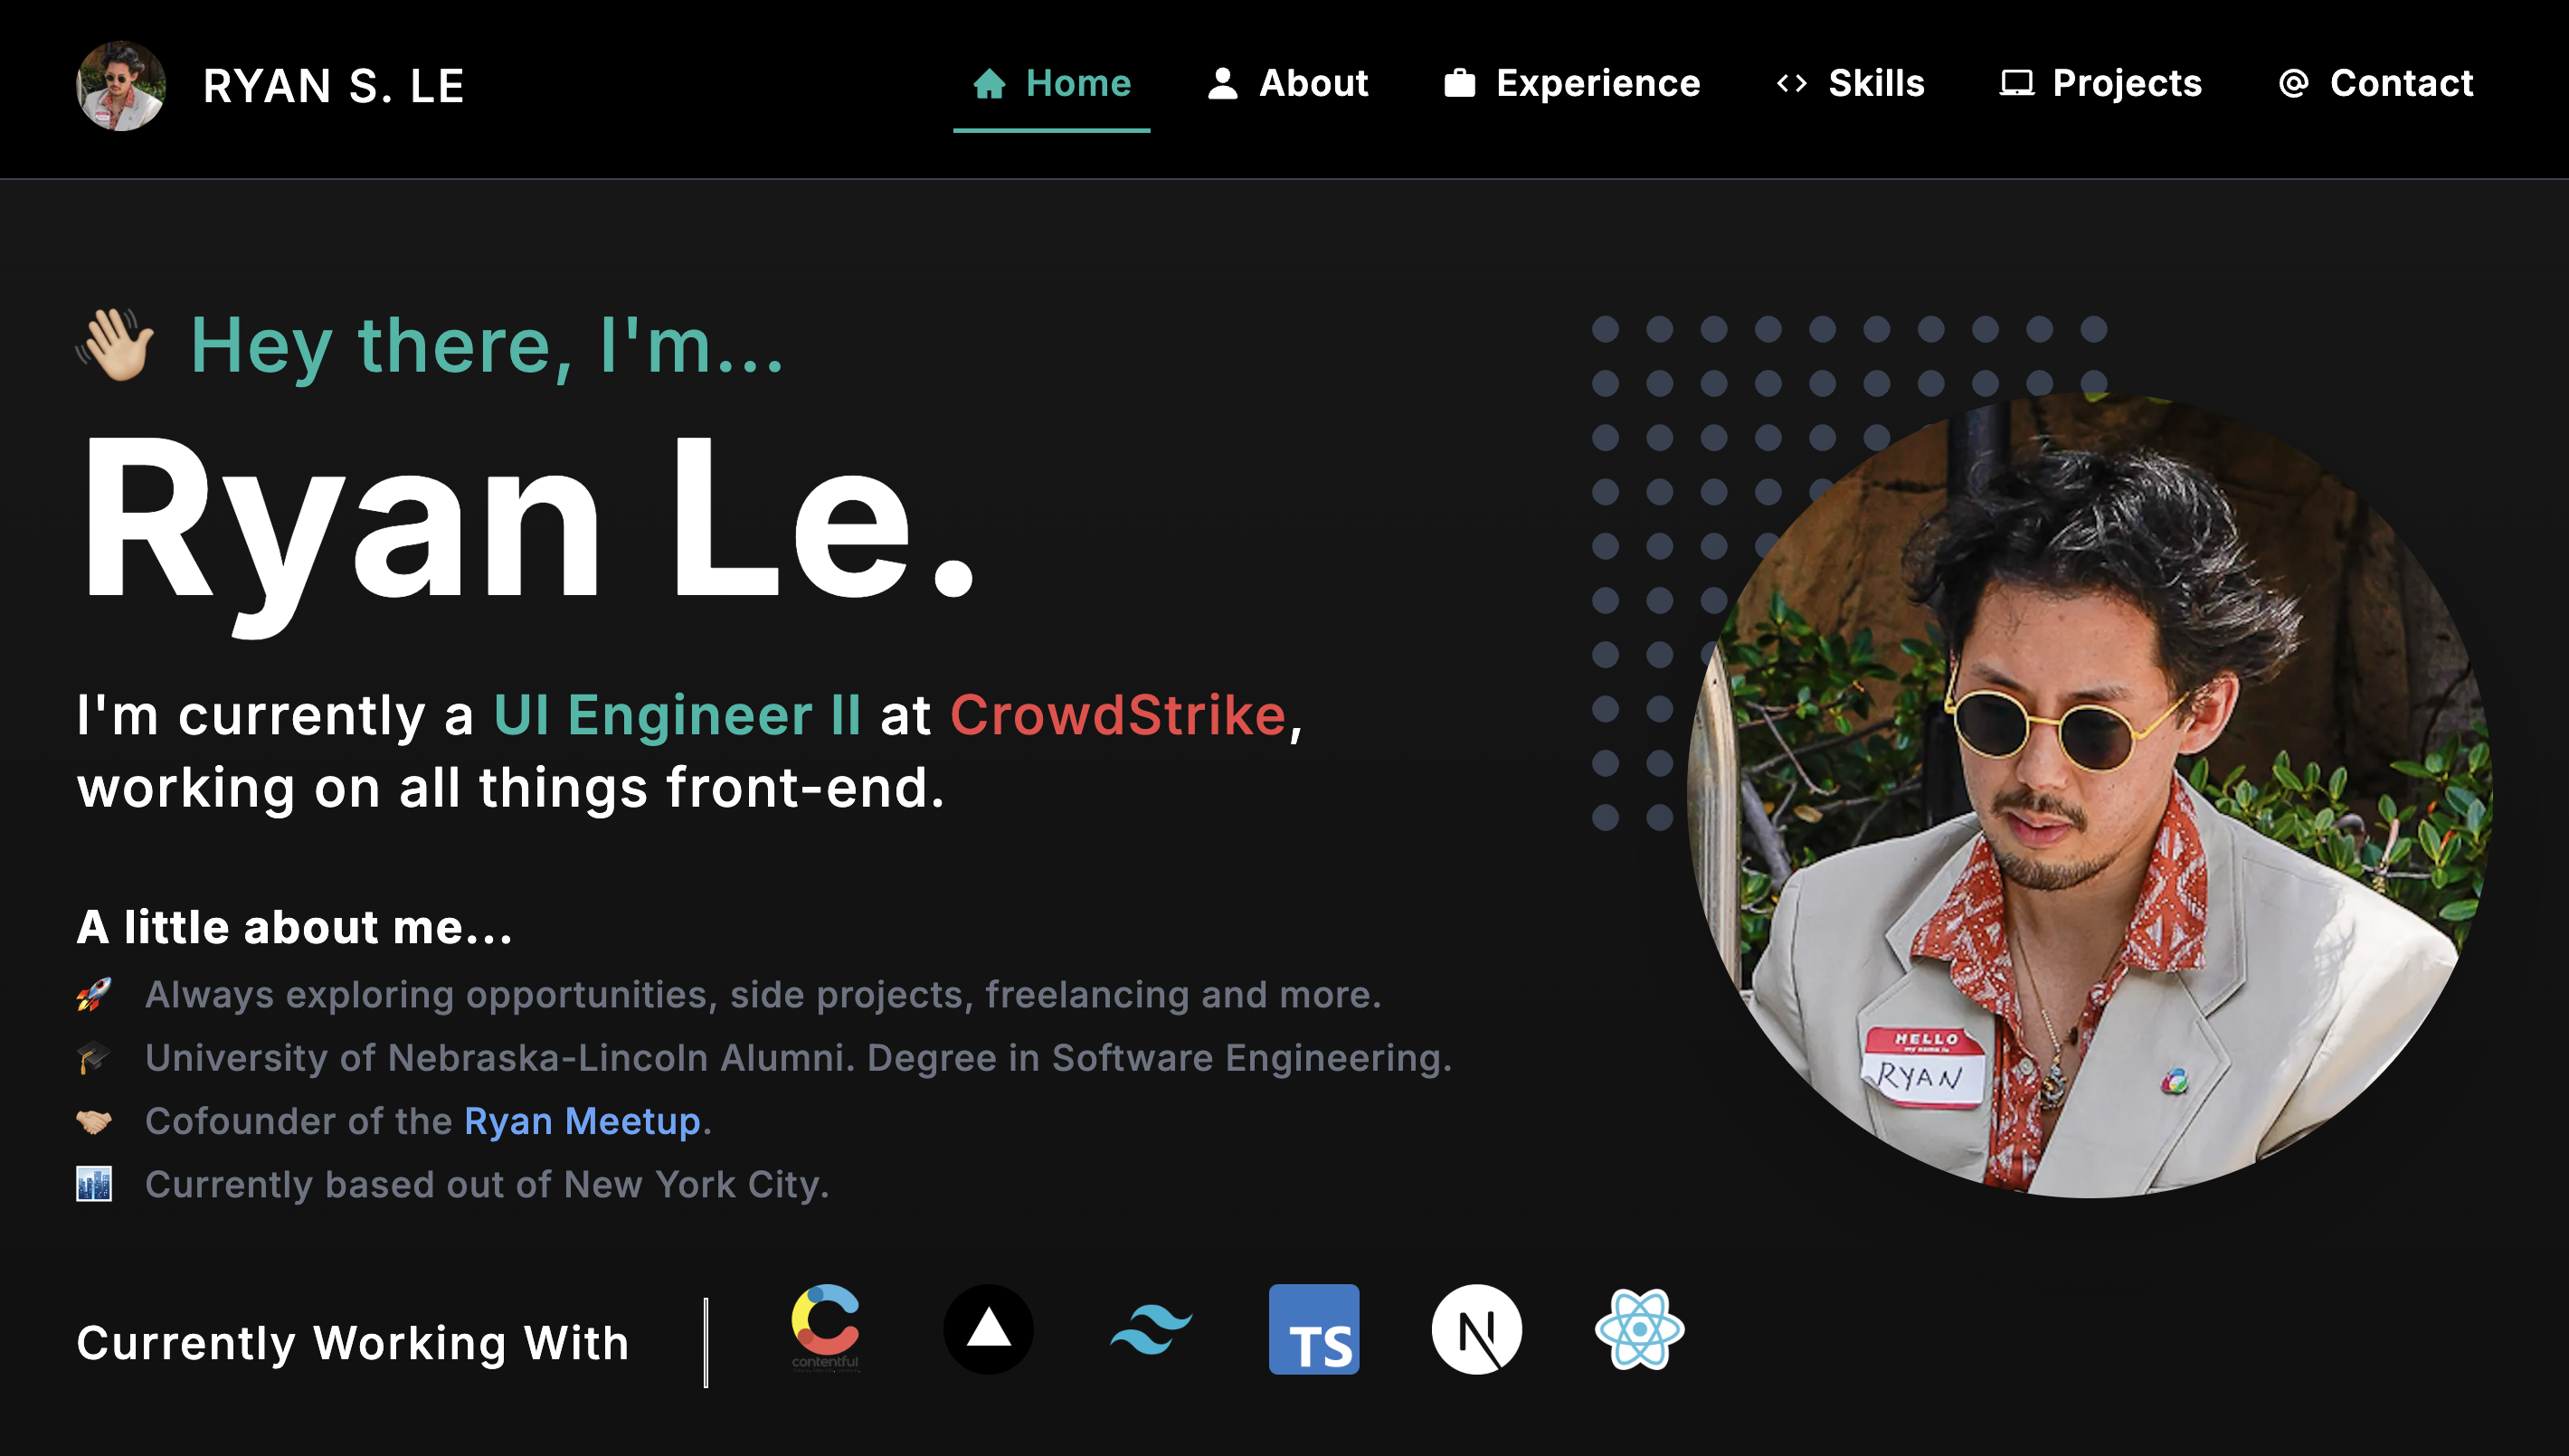 RYAN S. LE
Home
About
Experience
Skills
Projects
Contact
Hey there, I'm...
Ryan Le.
I'm currently a UI Engineer II at CrowdStrike,
working on all things front-end.
A little about me...
Always exploring opportunities, side projects, freelancing and more.
University of Nebraska-Lincoln Alumni. Degree in Software Engineering.
Cofounder of the Ryan Meetup.
Currently based out of New York City.
HELLO
my name is
RYAN
Currently Working With
contentful
TS
N